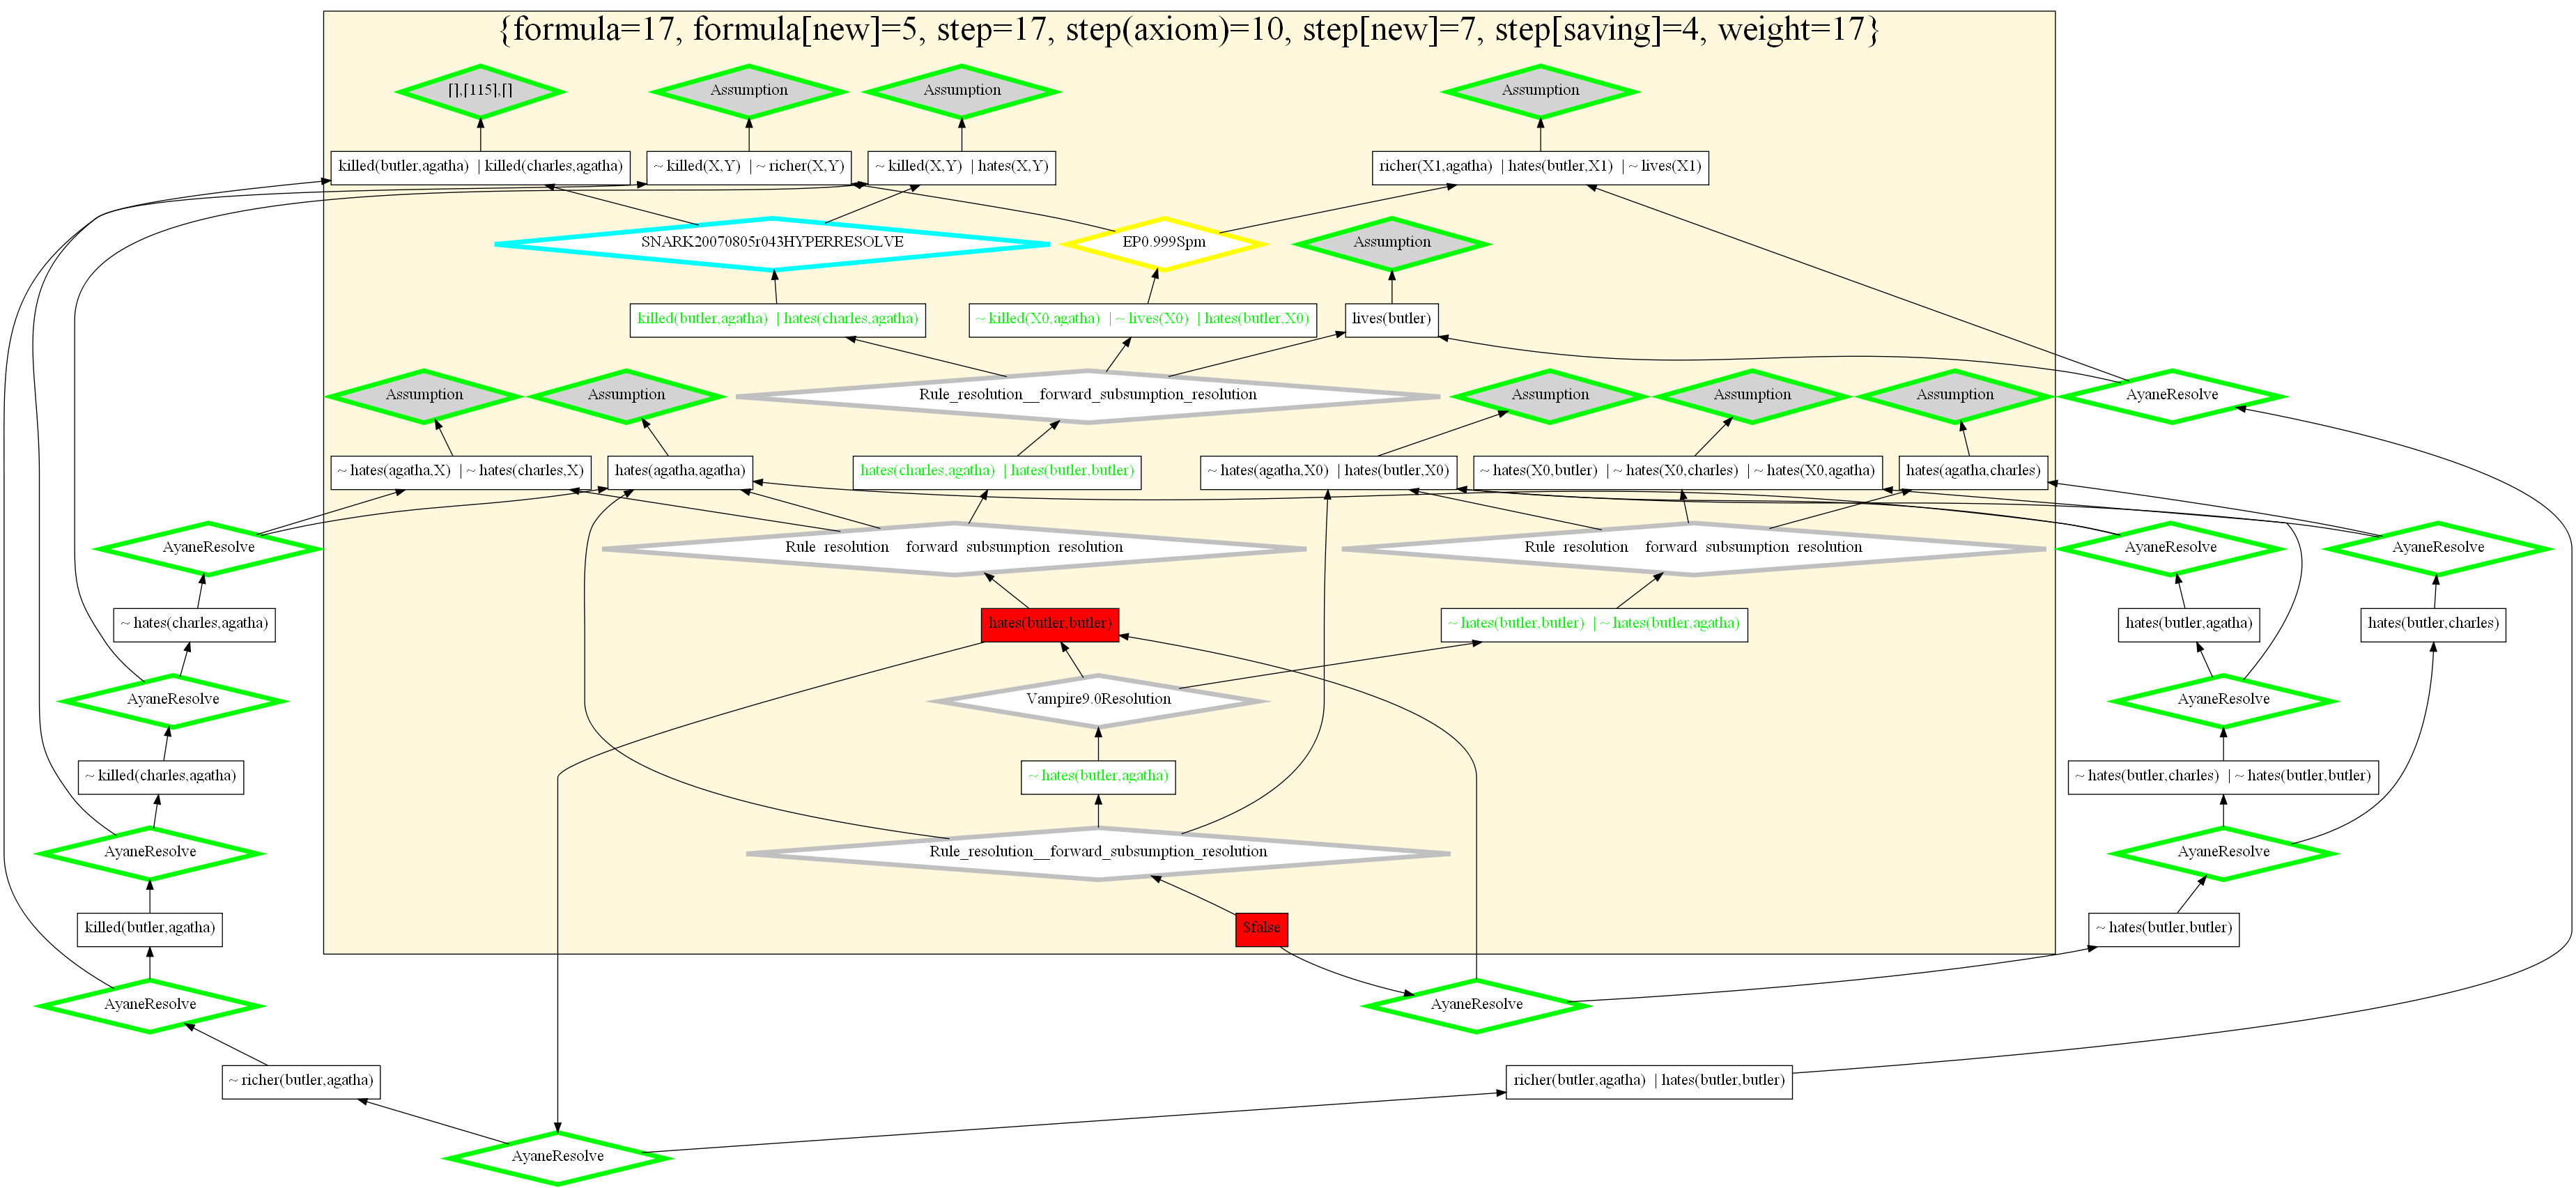 {formula=17, formula[new]=5, step=17, step(axiom)=10, step[new]=7, step[saving]=4, weight=17}
[],[115],[]
Assumption
Assumption
Assumption
killed(butler,agatha) | killed(charles,agatha)
~ killed(X,Y) | ~ richer(X,Y)
~ killed(X,Y) | hates(X,Y)
richer(X1,agatha) | hates(butler,X1) | ~ lives(X1)
SNARK20070805r043HYPERRESOLVE
EP0.999Spm
Assumption
killed(butler,agatha) | hates(charles,agatha)
~ killed(X0,agatha) | ~ lives(X0) | hates(butler,X0)
lives(butler)
Assumption
Assumption
Rule_resolution__forward_subsumption_resolution
Assumption
Assumption
Assumption
AyaneResolve
~ hates(agatha,X) | ~ hates(charles,X)
hates(agatha,agatha)
hates(charles,agatha) | hates(butler,butler)
~ hates(agatha,X0) | hates(butler,X0)
~ hates(X0,butler) | ~ hates(X0,charles) | ~ hates(X0,agatha)
hates(agatha,charles)
AyaneResolve
Rule_resolution__forward_subsumption_resolution
Rule_resolution__forward_subsumption_resolution
AyaneResolve
AyaneResolve
~ hates(charles,agatha)
hates(butler,butler)
~ hates(butler,butler) | ~ hates(butler,agatha)
hates(butler,agatha)
hates(butler,charles)
AyaneResolve
Vampire9.0Resolution
AyaneResolve
~ killed(charles,agatha)
~ hates(butler,agatha)
~ hates(butler,charles) | ~ hates(butler,butler)
AyaneResolve
Rule_resolution__forward_subsumption_resolution
AyaneResolve
killed(butler,agatha)
$false
~ hates(butler,butler)
AyaneResolve
AyaneResolve
~ richer(butler,agatha)
richer(butler,agatha) | hates(butler,butler)
AyaneResolve